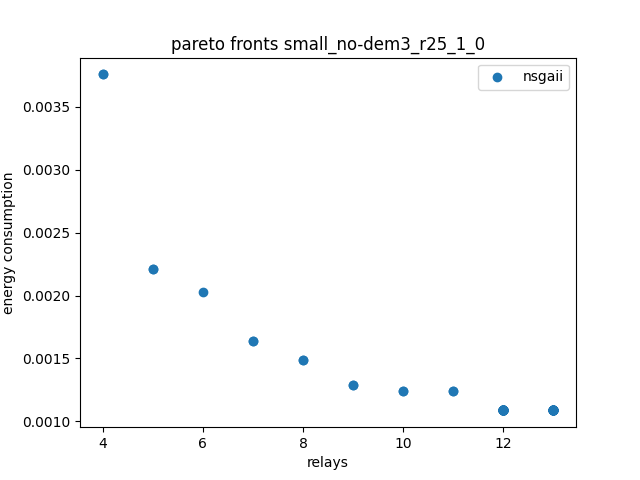 pareto fronts small_no-dem3_r25_1_0
nsgaii
energy consumption
0.0035
0.0030
0.0025
0.0020
0.0015
0.0010
4
6
8
10
12
relays